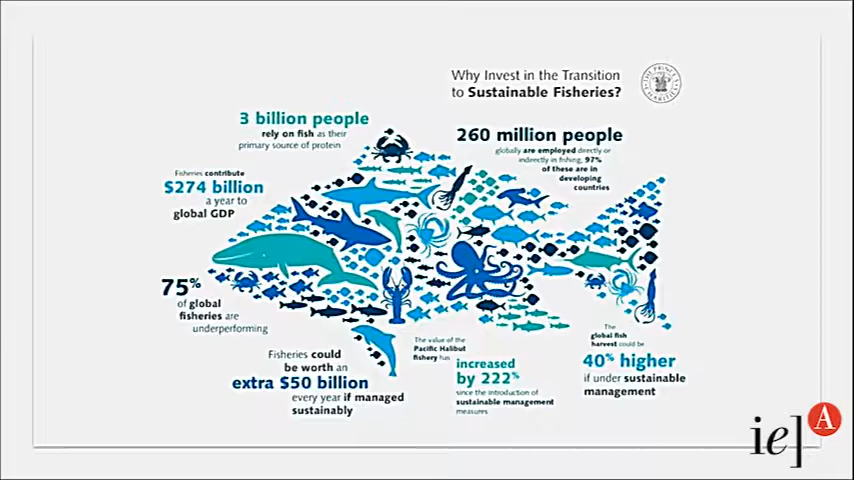 Why Invest in the Transition
to Sustainable Fisheries?
THE PRINCE'S CHARITIES
3 billion people
rely on fish as their
primary source of protein
260 million people
globally are employed directly or
indirectly in fishing, 97%
of these are in
developing
countries
Fisheries contribute
$274 billion
a year to
global GDP
75%
of global
fisheries are
underperforming
Fisheries could
be worth an
extra $50 billion
every year if managed
sustainably
The value of the
Pacific Halibut
fishery has
increased
by 222%
since the introduction of
sustainable management
measures
The
global fish
harvest could be
40% higher
if under sustainable
management
ie]
A